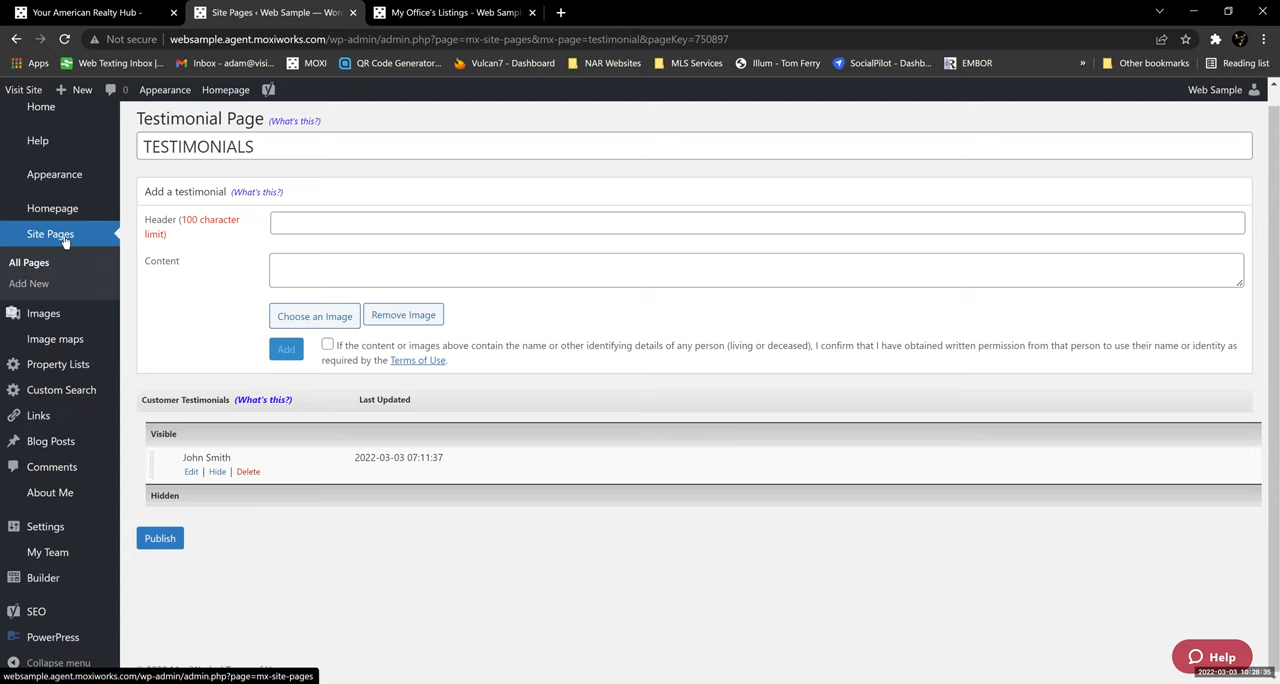 Your American Realty Hub -
Site Pages ‹ Web Sample — Wor
My Office's Listings - Web Samp
Not secure websample.agent.moxiworks.com/wp-admin/admin.php?page=mx-site-pages&mx-page=testimonial&pageKey=750897
Apps Web Texting Inbox |... Inbox - adam@visi... MOXI QR Code Generator... Vulcan7 - Dashboard NAR Websites MLS Services Illum - Tom Ferry SocialPilot - Dashb... EMBOR » Other bookmarks Reading list
Visit Site + New 0 Appearance Homepage Web Sample
Home
Help
Appearance
Homepage
Site Pages
All Pages
Add New
Images
Image maps
Property Lists
Custom Search
Links
Blog Posts
Comments
About Me
Settings
My Team
Builder
SEO
PowerPress
Collapse menu
Testimonial Page (What's this?)
TESTIMONIALS
Add a testimonial (What's this?)
Header (100 character
limit)
Content
Choose an Image Remove Image
Add If the content or images above contain the name or other identifying details of any person (living or deceased), I confirm that I have obtained written permission from that person to use their name or identity as
required by the Terms of Use.
Customer Testimonials (What's this?) Last Updated
Visible
John Smith 2022-03-03 07:11:37
Edit | Hide | Delete
Hidden
Publish
Help
websample.agent.moxiworks.com/wp-admin/admin.php?page=mx-site-pages
2022-03-03 10:28:35